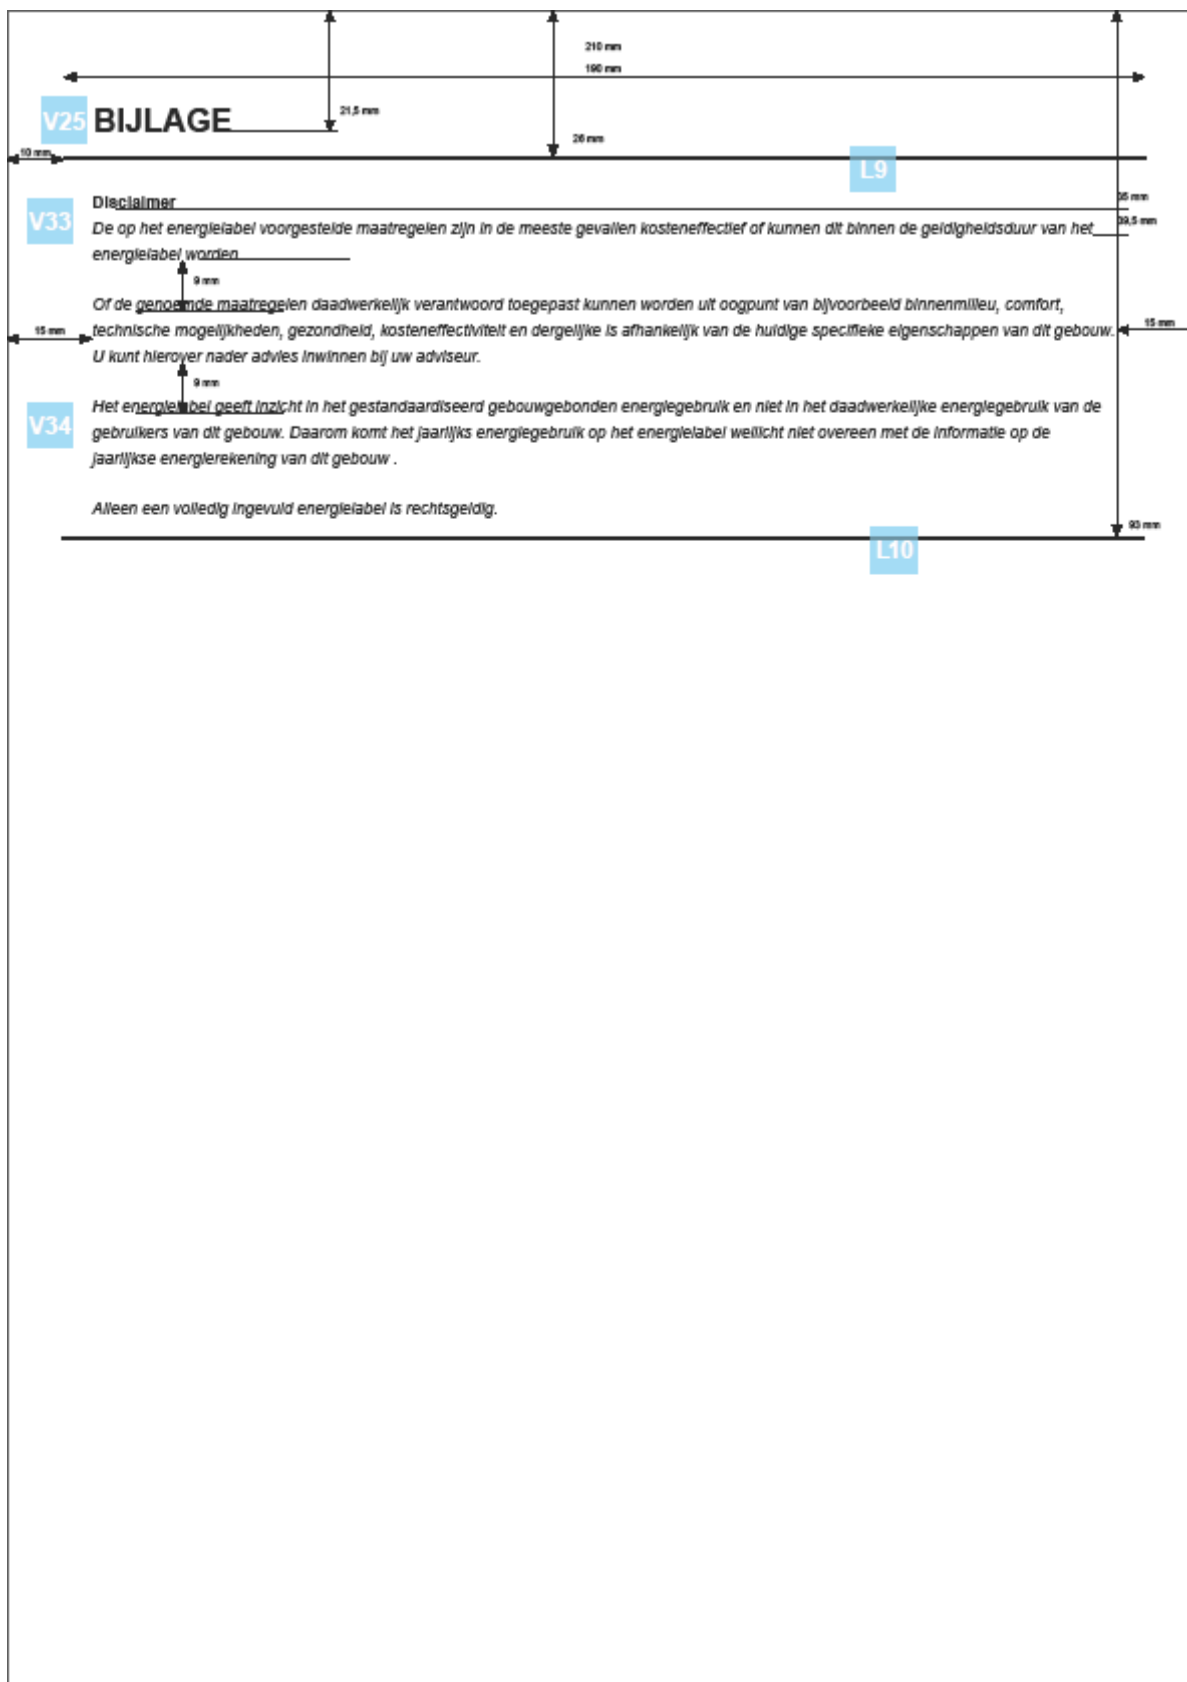 210 mm
190 mm
V25 BIJLAGE
21,5 mm
26 mm
10 mm
L9
Disclaimer
35 mm
V33
De op het energielabel voorgestelde maatregelen zijn in de meeste gevallen kosteneffectief of kunnen dit binnen de geldigheidsduur van het
39,5 mm
energielabel worden
9 mm
Of de genoemde maatregelen daadwerkelijk verantwoord toegepast kunnen worden uit oogpunt van bijvoorbeeld binnenmilieu, comfort,
15 mm
technische mogelijkheden, gezondheid, kosteneffectiviteit en dergelijke is afhankelijk van de huidige specifieke eigenschappen van dit gebouw.
15 mm
U kunt hierover nader advies inwinnen bij uw adviseur.
9 mm
Het energielabel geeft inzicht in het gestandaardiseerd gebouwgebonden energiegebruik en niet in het daadwerkelijke energiegebruik van de
V34
gebruikers van dit gebouw. Daarom komt het jaarlijks energiegebruik op het energielabel wellicht niet overeen met de informatie op de
jaarlijkse energierekening van dit gebouw .
Alleen een volledig ingevuld energielabel is rechtsgeldig.
93 mm
L10